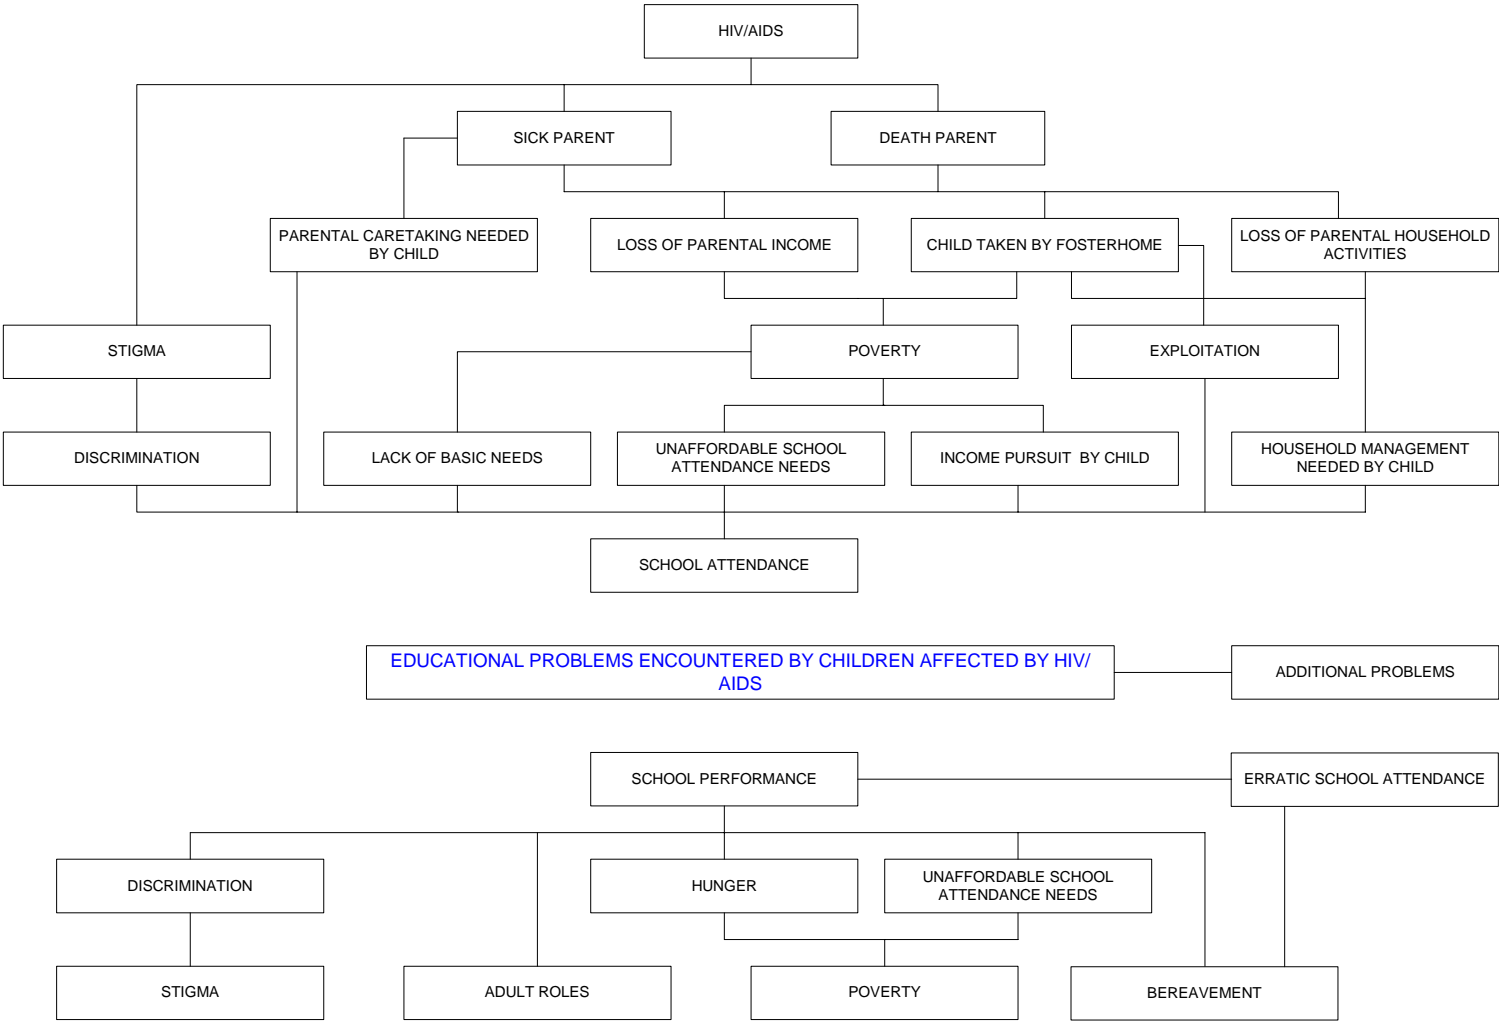 HIV/AIDS
SICK PARENT
DEATH PARENT
PARENTAL CARETAKING NEEDED
BY CHILD
LOSS OF PARENTAL INCOME
CHILD TAKEN BY FOSTERHOME
LOSS OF PARENTAL HOUSEHOLD
ACTIVITIES
STIGMA
POVERTY
EXPLOITATION
DISCRIMINATION
LACK OF BASIC NEEDS
UNAFFORDABLE SCHOOL
ATTENDANCE NEEDS
INCOME PURSUIT BY CHILD
HOUSEHOLD MANAGEMENT
NEEDED BY CHILD
SCHOOL ATTENDANCE
EDUCATIONAL PROBLEMS ENCOUNTERED BY CHILDREN AFFECTED BY HIV/
AIDS
ADDITIONAL PROBLEMS
SCHOOL PERFORMANCE
ERRATIC SCHOOL ATTENDANCE
DISCRIMINATION
HUNGER
UNAFFORDABLE SCHOOL
ATTENDANCE NEEDS
STIGMA
ADULT ROLES
POVERTY
BEREAVEMENT